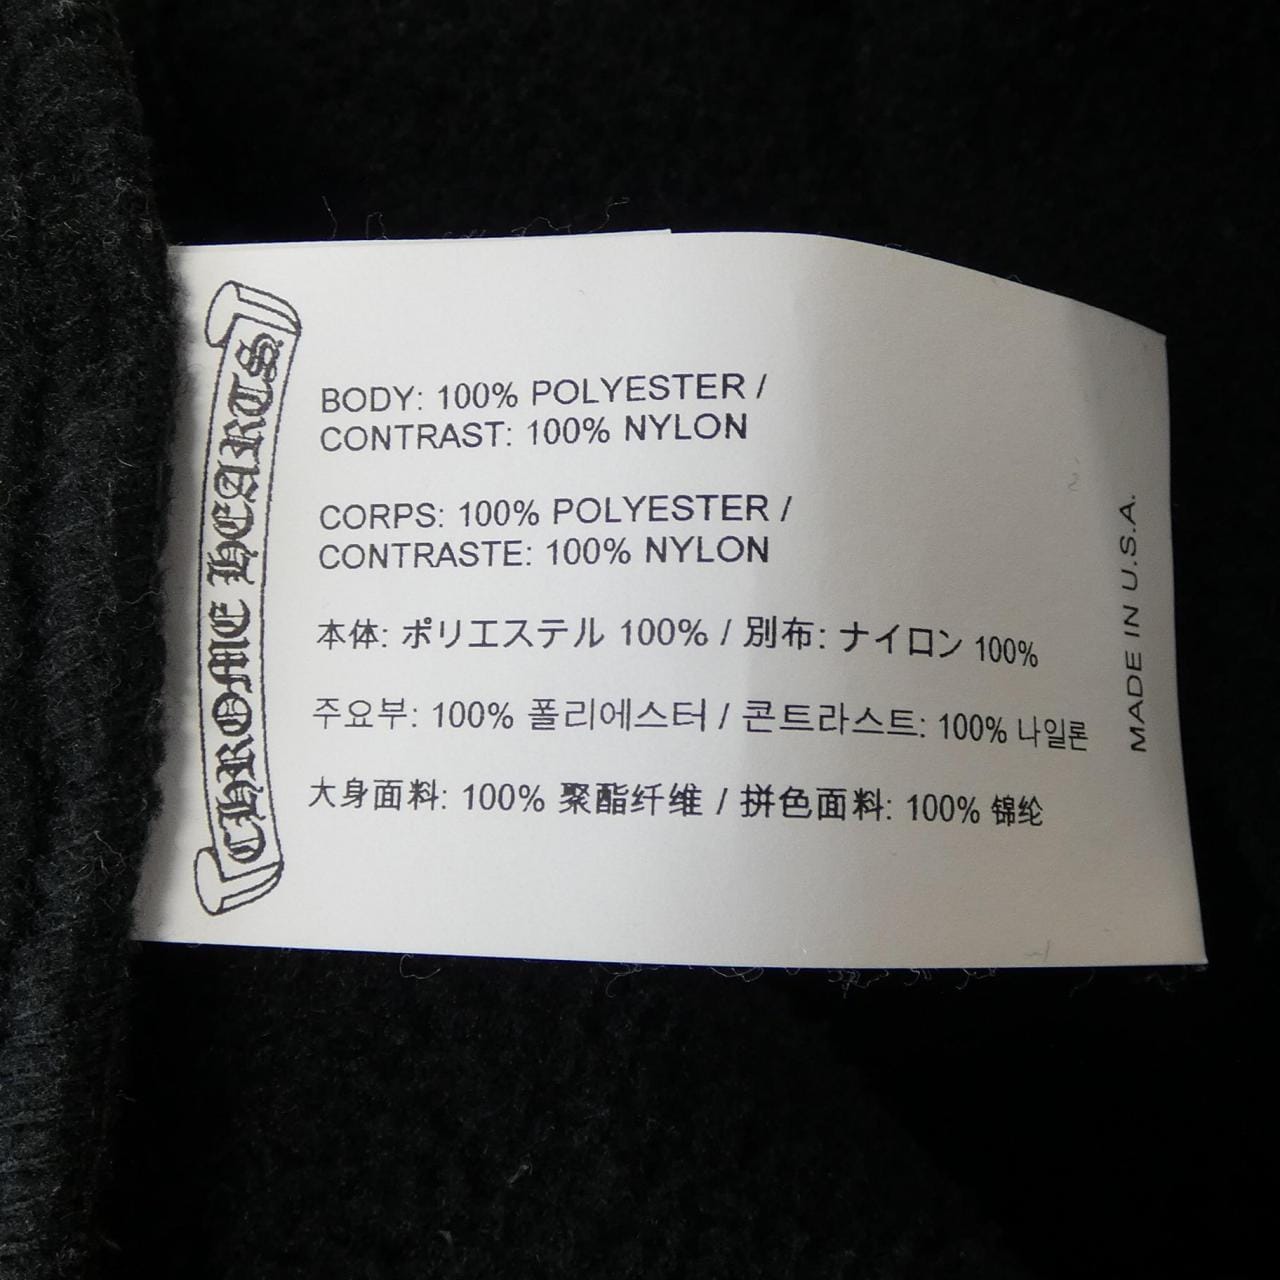 CHROME HEARTS
BODY: 100% POLYESTER /
CONTRAST: 100% NYLON
CORPS: 100% POLYESTER /
CONTRASTE: 100% NYLON
本体: ポリエステル 100% / 別布: ナイロン 100%
주요부: 100% 폴리에스터 / 콘트라스트: 100% 나일론
大身面料: 100% 聚酯纤维 / 拼色面料: 100% 锦纶
MADE IN U.S.A.